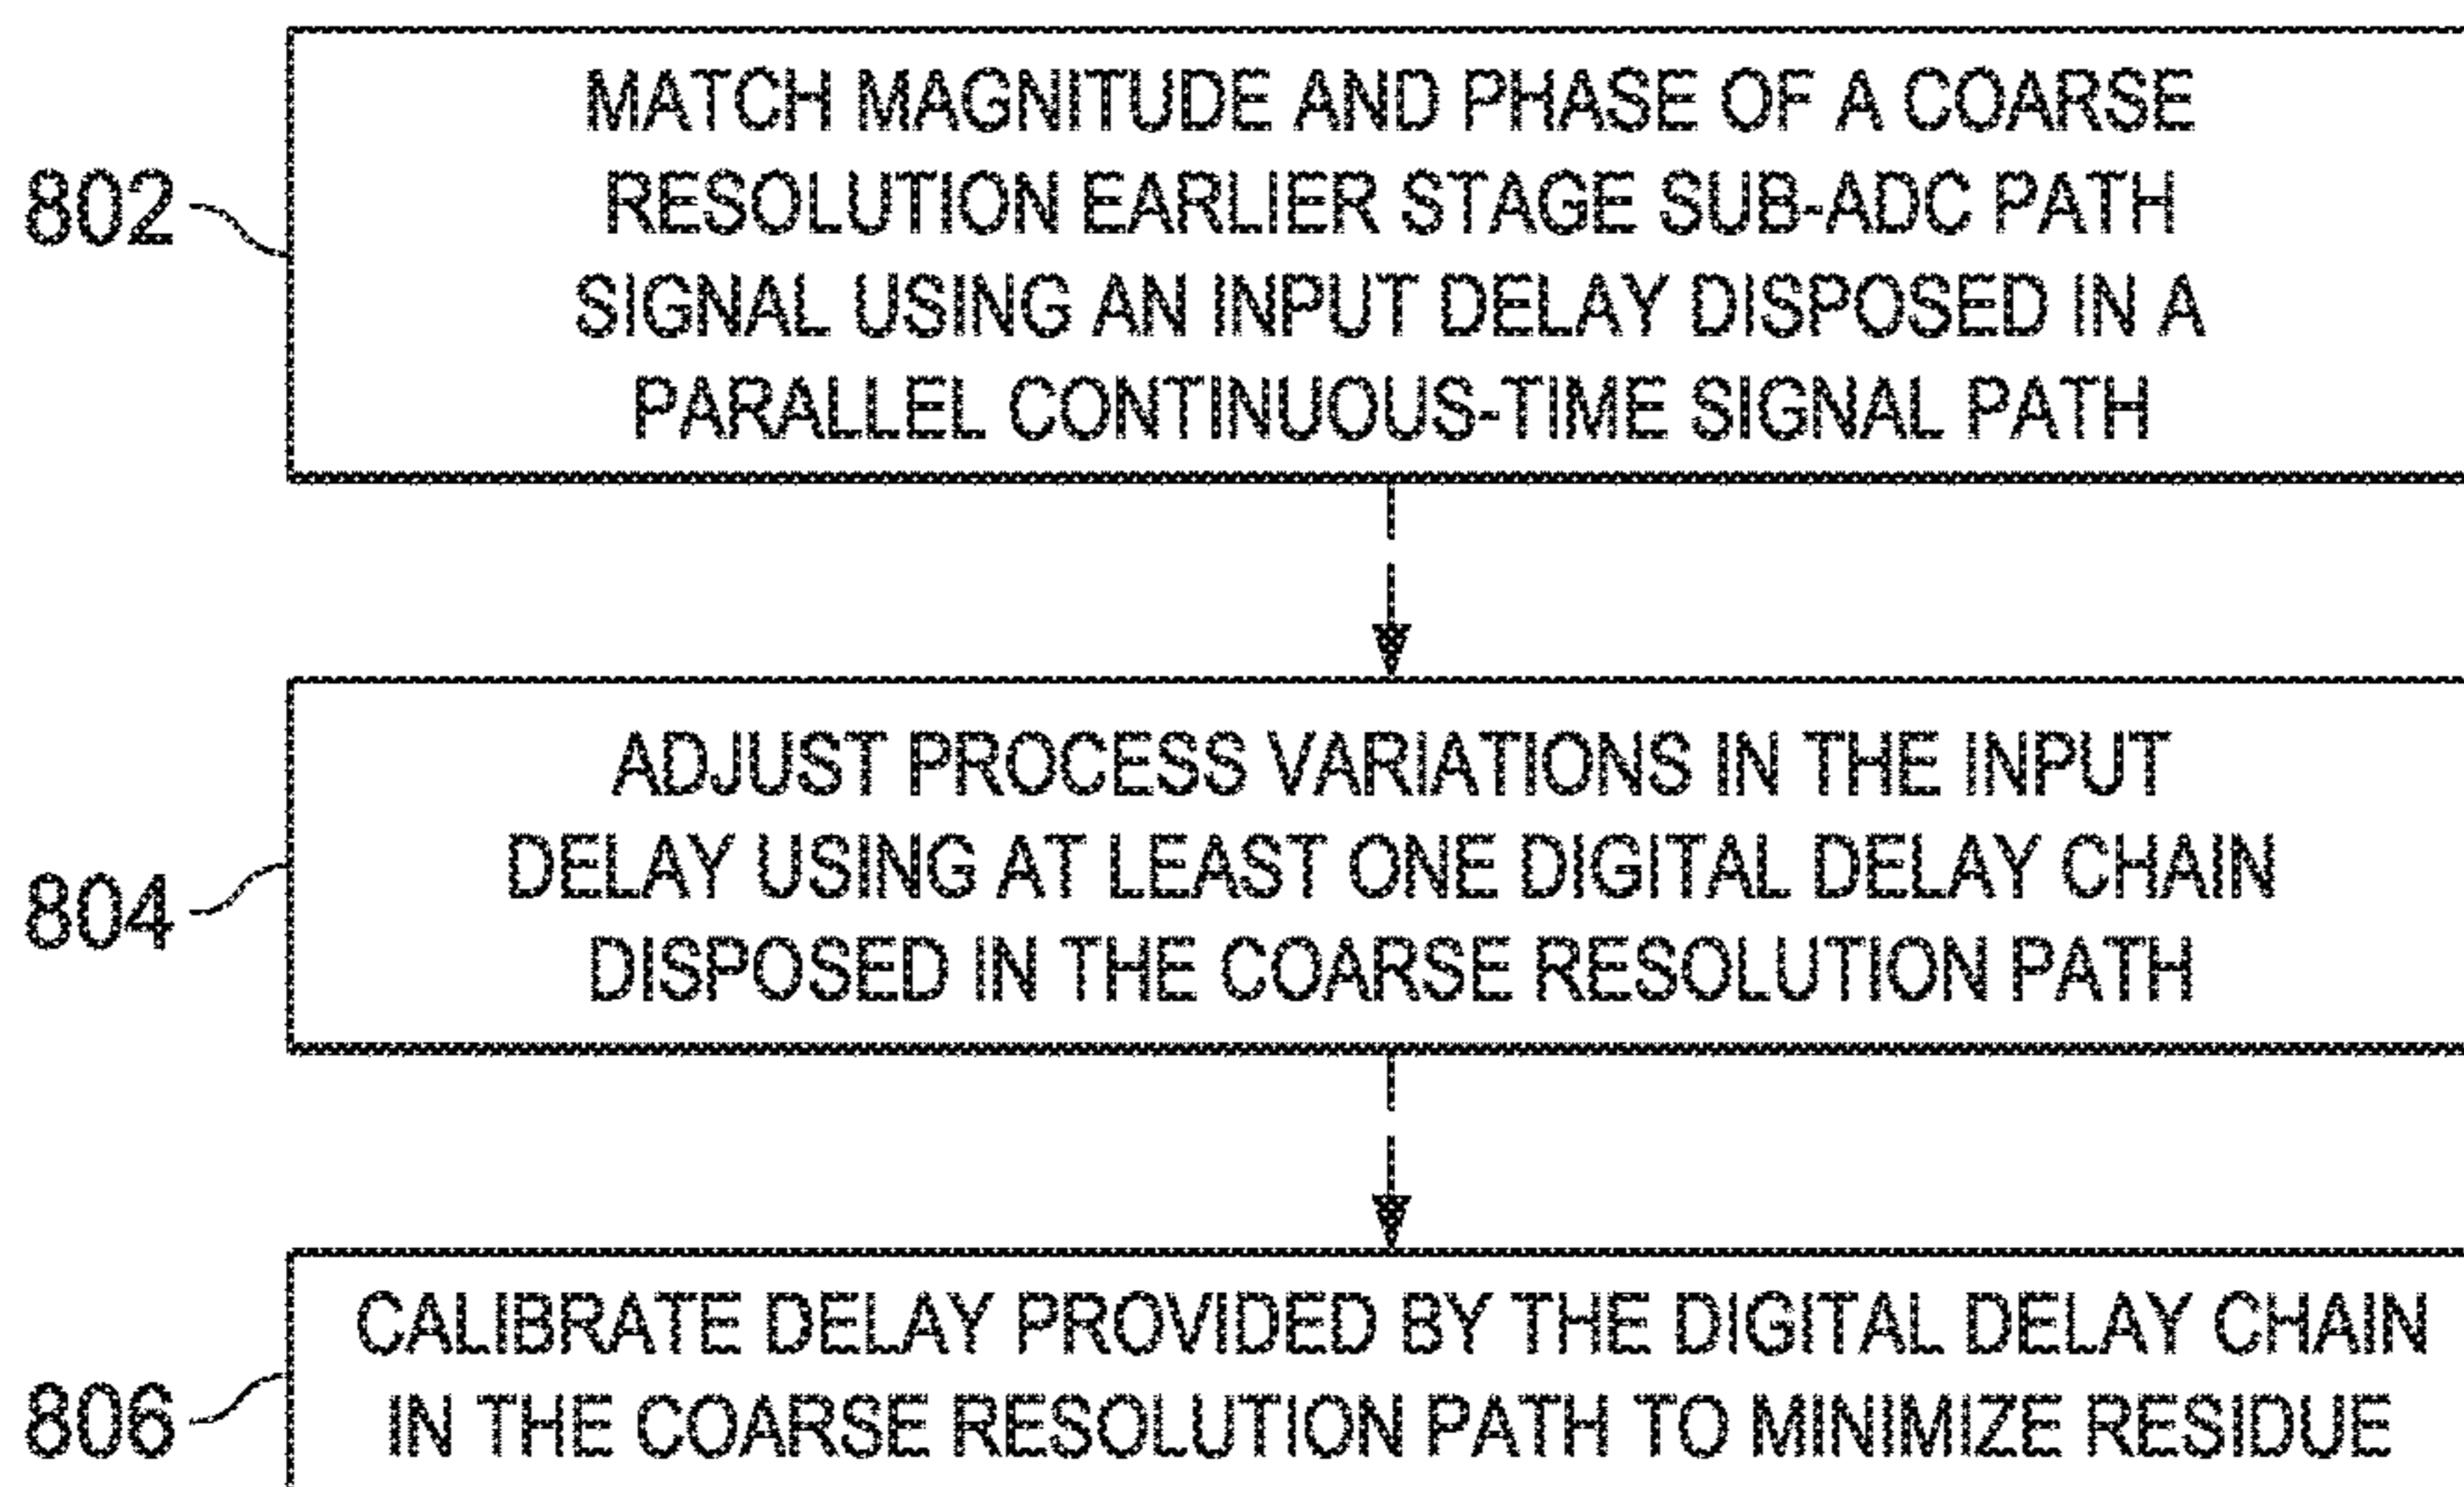 MATCH MAGNITUDE AND PHASE OF A COARSE
802
RESOLUTION EARLIER STAGE SUB-ADC PATH
SIGNAL USING AN INPUT DELAY DISPOSED IN A
PARALLEL CONTINUOUS-TIME SIGNAL PATH
ADJUST PROCESS VARIATIONS IN THE INPUT
804
DELAY USING AT LEAST ONE DIGITAL DELAY CHAIN
DISPOSED IN THE COARSE RESOLUTION PATH
CALIBRATE DELAY PROVIDED BY THE DIGITAL DELAY CHAIN
806
IN THE COARSE RESOLUTION PATH TO MINIMIZE RESIDUE